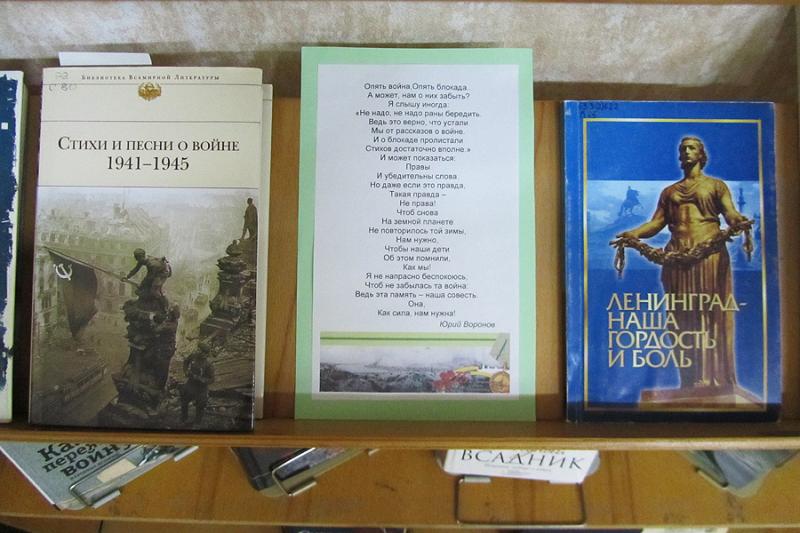 Библиотека Всемирной Литературы
Стихи и песни о войне
1941–1945
Опять война,Опять блокада.
А может, нам о них забыть?
Я слышу иногда:
«Не надо, не надо раны бередить.
Ведь это верно, что устали
Мы от рассказов о войне.
И о блокаде пролистали
Стихов достаточно вполне.»
И может показаться:
Правы
И убедительны слова.
Но даже если это правда,
Такая правда –
Не права!
Чтоб снова
На земной планете
Не повторилось той зимы,
Нам нужно,
Чтобы наши дети
Об этом помнили,
Как мы!
Я не напрасно беспокоюсь,
Чтоб не забылась та война:
Ведь эта память – наша совесть.
Она,
Как сила, нам нужна!
Юрий Воронов
ЛЕНИНГРАД-
НАША
ГОРДОСТЬ
И БОЛЬ
войну
ВСАДНИК